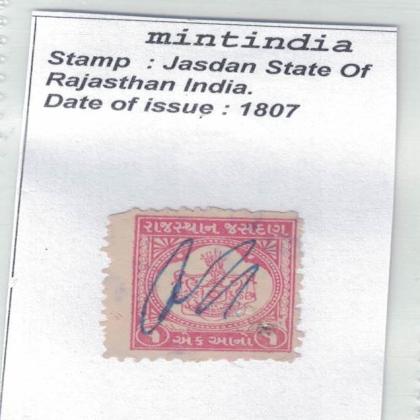 mintindia
Stamp : Jasdan State Of
Rajasthan India.
Date of issue : 1807
રાજસ્થાન જસદણ
૧ એક આનો ૧